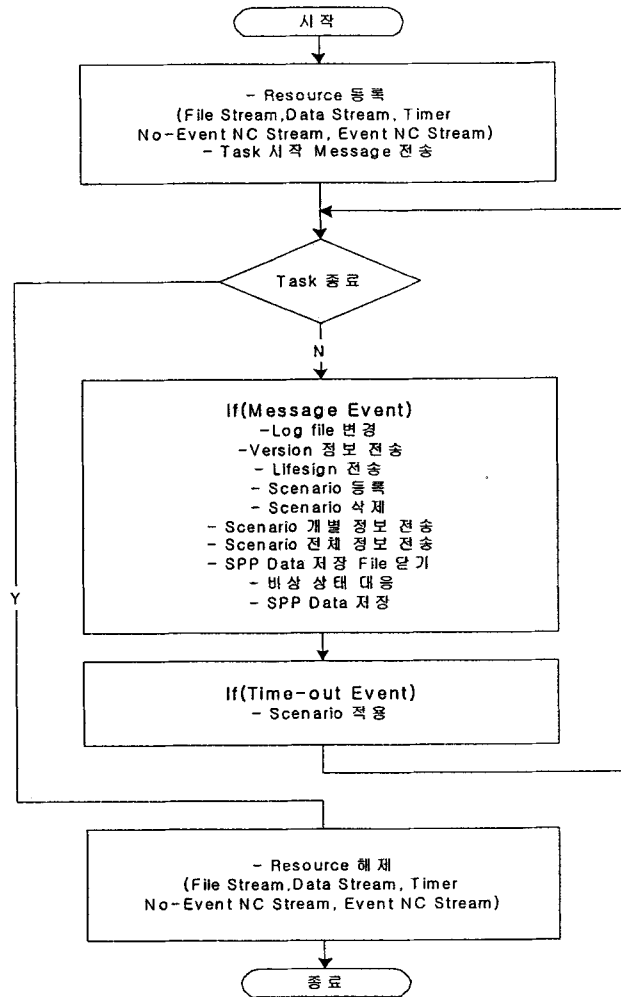 시작
- Resource 등록
(File Stream,Data Stream, Timer
No-Event NC Stream, Event NC Stream)
- Task 시작 Message 전송
Task 종료
N
If(Message Event)
-Log file 변경
-Version 정보 전송
- Lifesign 전송
- Scenario 등록
- Scenario 삭제
- Scenario 개별 정보 전송
- Scenario 전체 정보 전송
- SPP Data 저장 File 닫기
- 비상 상태 대응
- SPP Data 저장
Y
If(Time-out Event)
- Scenario 적용
- Resource 해제
(File Stream,Data Stream, Timer
No-Event NC Stream, Event NC Stream)
종료